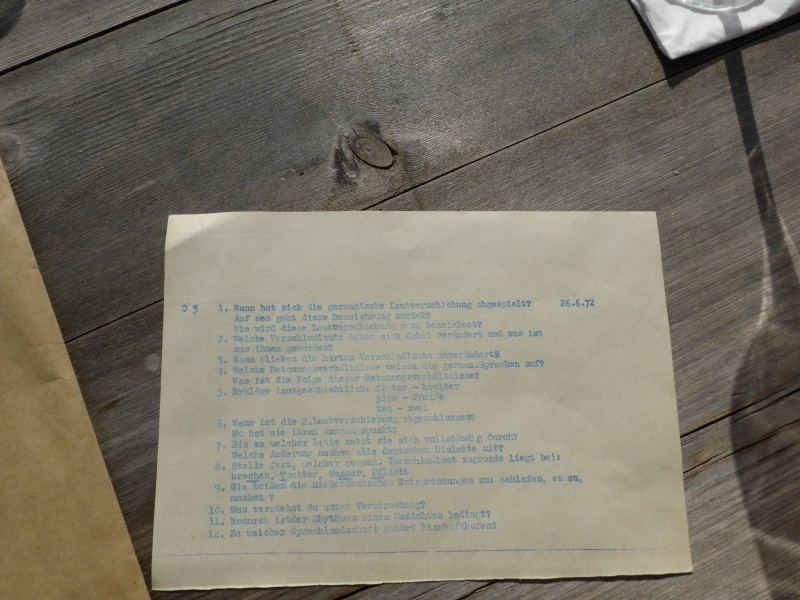 D 5 1. Wann hat sich die germanische Lautverschiebung abgespielt? 26.6.72
Auf wen geht diese Bezeichnung zurück?
Wie wird diese Lautverschiebung noch bezeichnet?
2. Welche Verschlußlaute haben sich dabei verändert und was ist
aus ihnen geworden?
3. Wann blieben die harten Verschlußlaute unverändert?
4. Welche Betonungsverhältnisse weisen die german.Sprachen auf?
Was ist die Folge dieser Betonungsverhältnisse?
5. Erkläre lautgeschichtlich: frater - brother
pipe - Pfeife
two - zwei
6. Wann ist die 2.Lautverschiebung abgeschlossen?
Wo hat sie ihren Ausgangspunkt?
7. Bis zu welcher Linie setzt sie sich vollständig durch?
Welche Änderung machen alle deutschen Dialekte mit?
8. Stelle fest, welcher german. Verschlußlaut zugrunde liegt bei:
brechen, Tochter, Wasser, Pflicht
9. Wie heißen die niederdeutschen Entsprechungen zu: schlafen, essen,
machen ?
10. Was verstehst du unter Versbrechung?
11. Wodurch istder Rhythmus eines Gedichtes bedingt?
12. Zu welcher Sprachlandschaft gehört Bischofshofen?